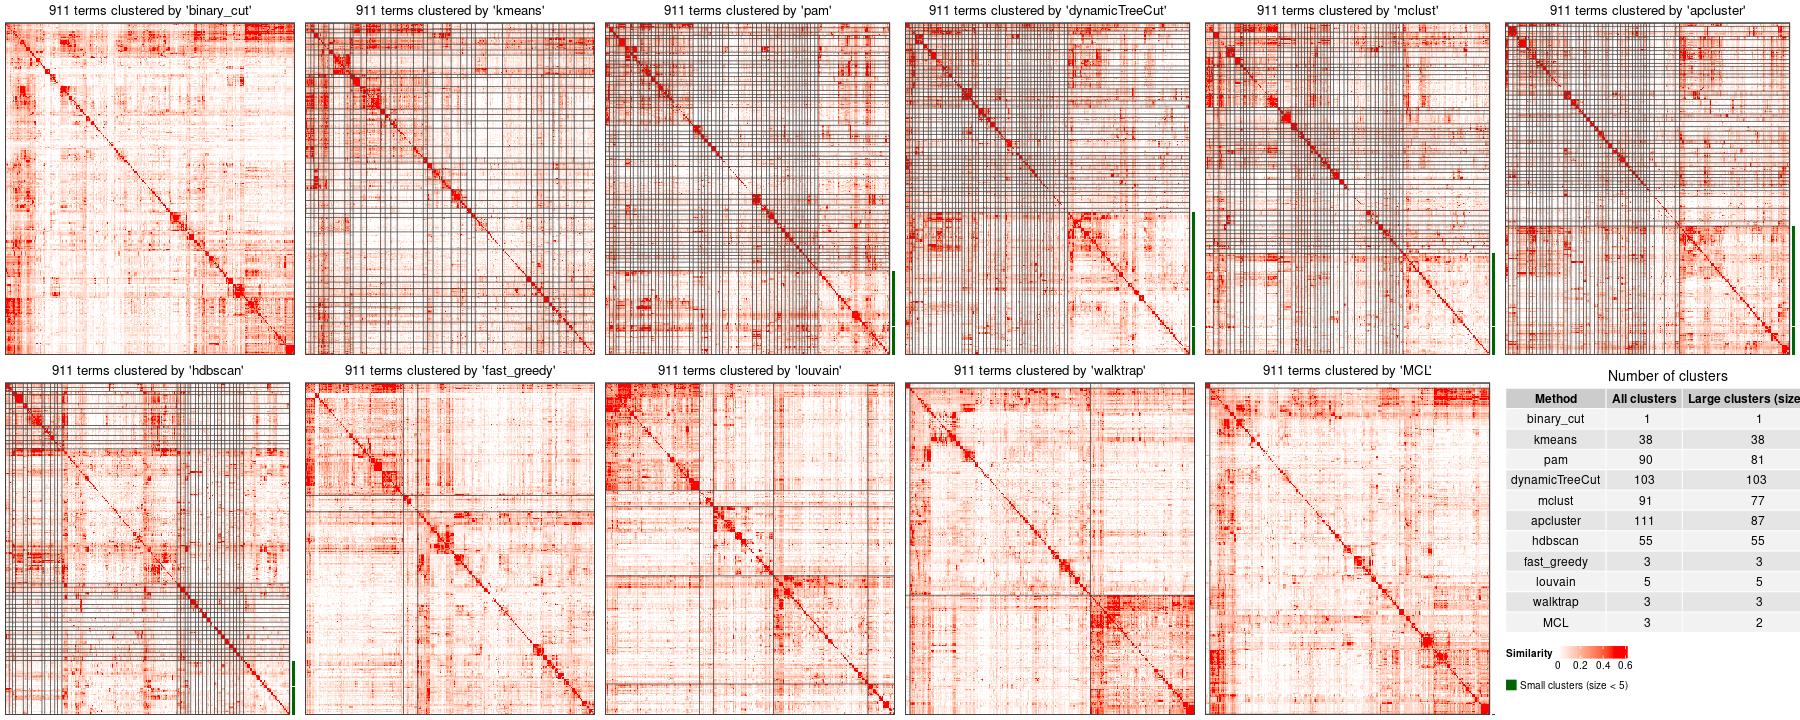 911 terms clustered by 'binary_cut'
911 terms clustered by 'kmeans'
911 terms clustered by 'pam'
911 terms clustered by 'dynamicTreeCut'
911 terms clustered by 'mclust'
911 terms clustered by 'apcluster'
911 terms clustered by 'hdbscan'
911 terms clustered by 'fast_greedy'
911 terms clustered by 'louvain'
911 terms clustered by 'walktrap'
911 terms clustered by 'MCL'
Number of clusters
Method All clusters Large clusters (size
binary_cut 1 1
kmeans 38 38
pam 90 81
dynamicTreeCut 103 103
mclust 91 77
apcluster 111 87
hdbscan 55 55
fast_greedy 3 3
louvain 5 5
walktrap 3 3
MCL 3 2
Similarity
0 0.2 0.4 0.6
Small clusters (size < 5)